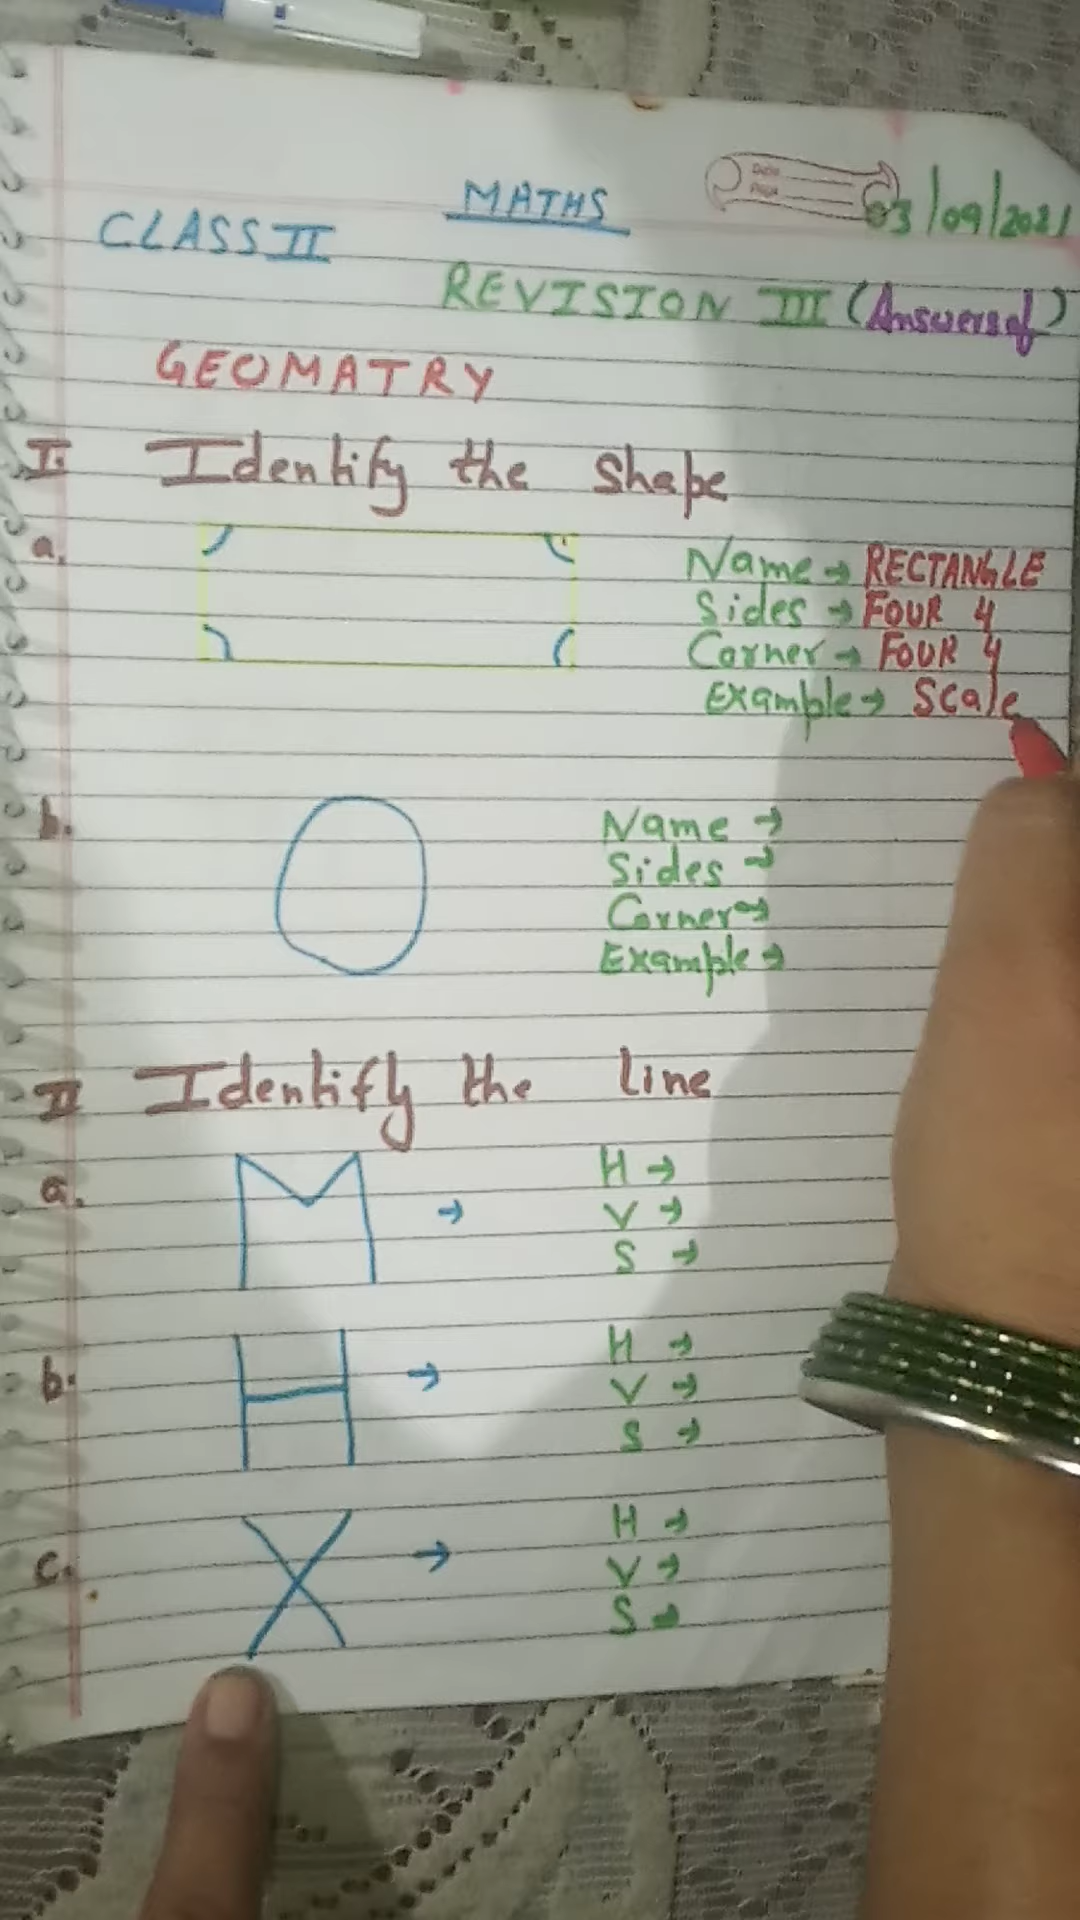 MATHS
03/09/2021
CLASS II
REVISION III (Answers of)
GEOMATRY
I. Identify the shape
a.
Name → RECTANGLE
Sides → FOUR 4
Corner → FOUR 4
Example → Scale
b.
Name →
Sides →
Corner →
Example →
II Identify the line
a. M →
H →
V →
S →
b. H →
H →
V →
S →
c. X →
H →
V →
S →